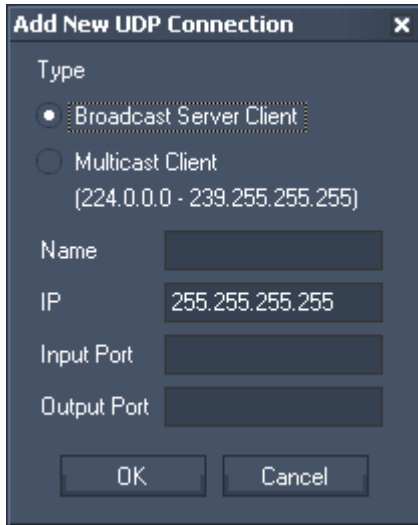 Add New UDP Connection
Type
Broadcast Server Client
Multicast Client
(224.0.0.0 - 239.255.255.255)
Name
IP 255.255.255.255
Input Port
Output Port
OK Cancel